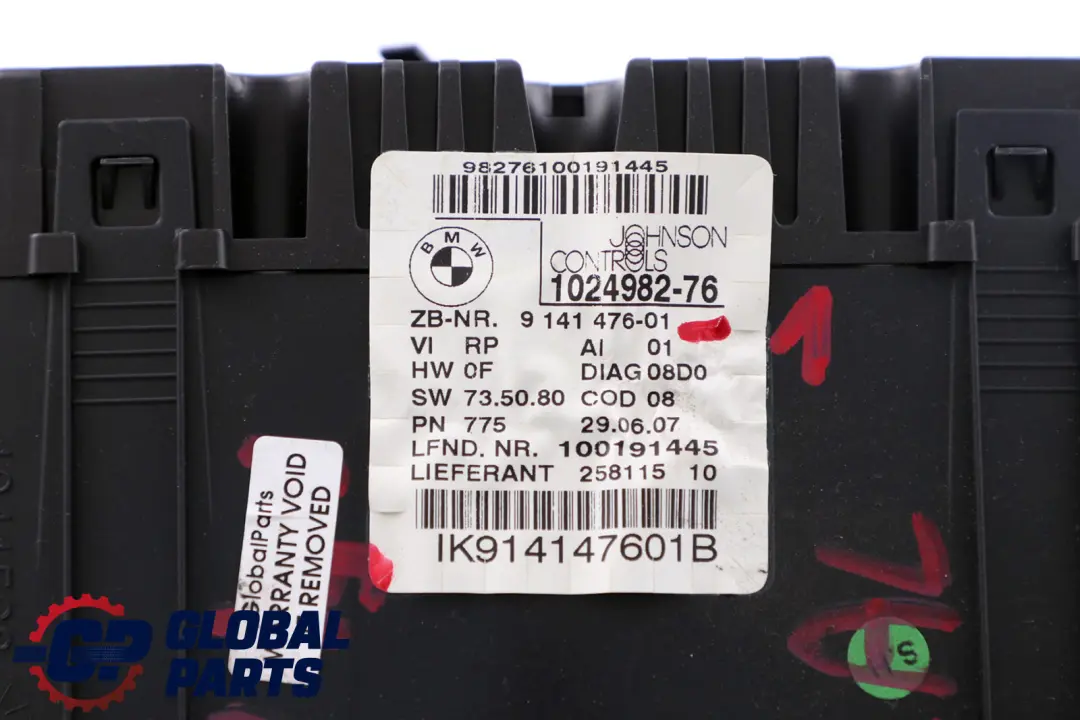 98276100191445
BMW
JOHNSON
CONTROLS
1024982-76
ZB-NR. 9 141 476-01
VI RP AI 01
HW 0F DIAG 08D0
SW 73.50.80 COD 08
PN 775 29.06.07
LFND. NR. 100191445
LIEFERANT 258115 10
IK914147601B
1
GlobalParts
WARRANTY VOID
REMOVED
S
GP GLOBAL
PARTS